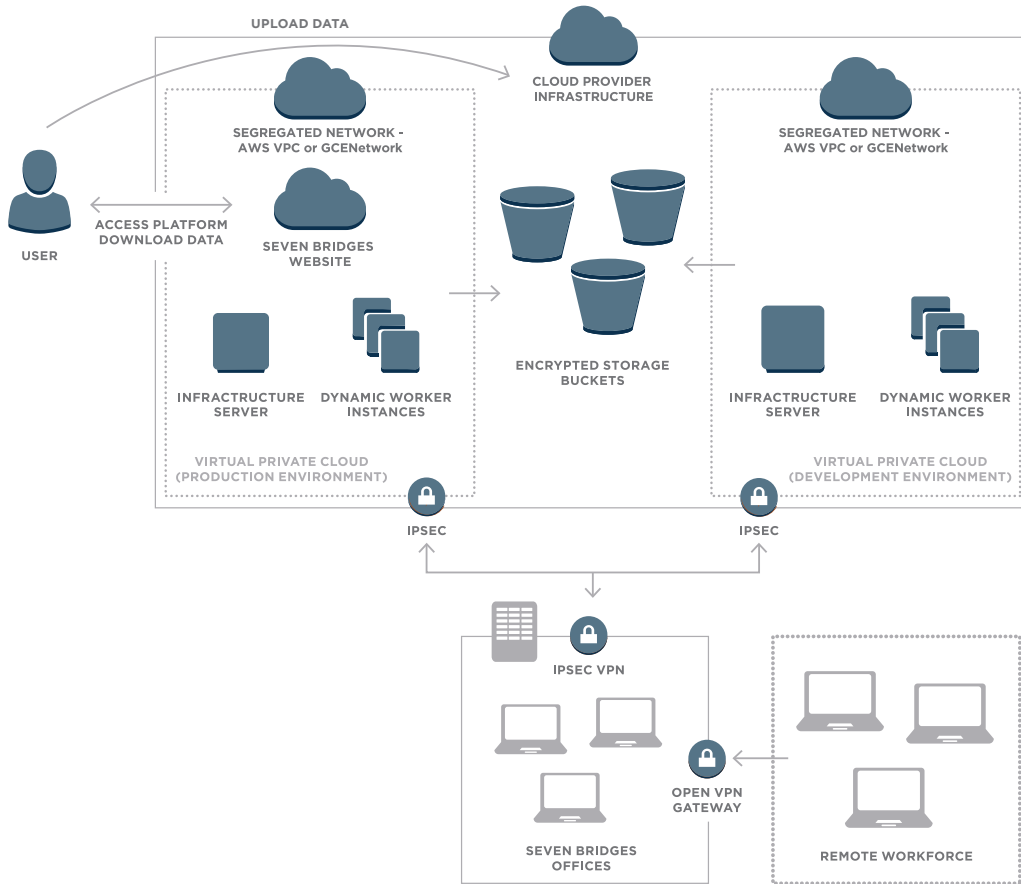 UPLOAD DATA
CLOUD PROVIDER
INFRASTRUCTURE
SEGREGATED NETWORK -
AWS VPC or GCENetwork
SEGREGATED NETWORK -
AWS VPC or GCENetwork
USER
ACCESS PLATFORM
DOWNLOAD DATA
SEVEN BRIDGES
WEBSITE
ENCRYPTED STORAGE
BUCKETS
INFRACTRUCTURE
SERVER
DYNAMIC WORKER
INSTANCES
INFRACTRUCTURE
SERVER
DYNAMIC WORKER
INSTANCES
VIRTUAL PRIVATE CLOUD
(PRODUCTION ENVIRONMENT)
VIRTUAL PRIVATE CLOUD
(DEVELOPMENT ENVIRONMENT)
IPSEC
IPSEC
IPSEC VPN
OPEN VPN
GATEWAY
SEVEN BRIDGES
OFFICES
REMOTE WORKFORCE